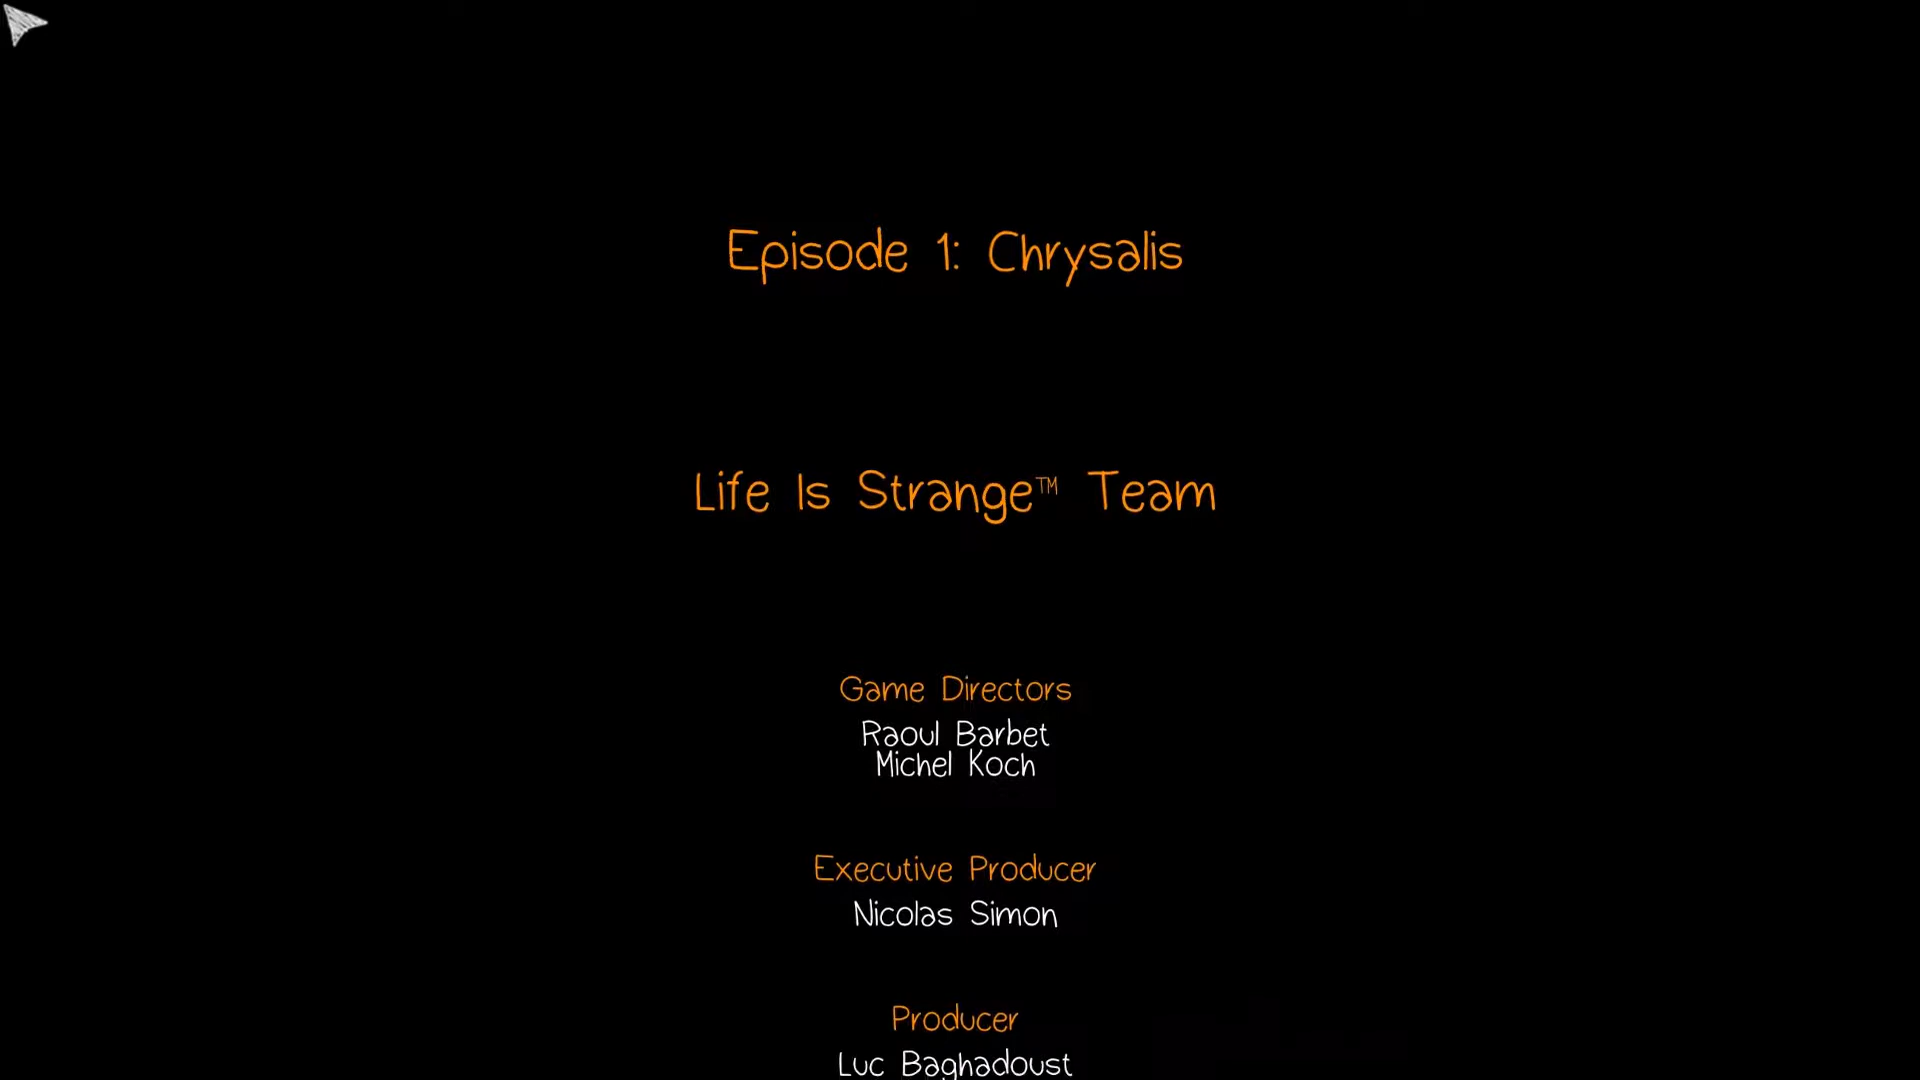 Episode 1: Chrysalis
Life Is Strange™ Team
Game Directors
Raoul Barbet
Michel Koch
Executive Producer
Nicolas Simon
Producer
Luc Baghadoust